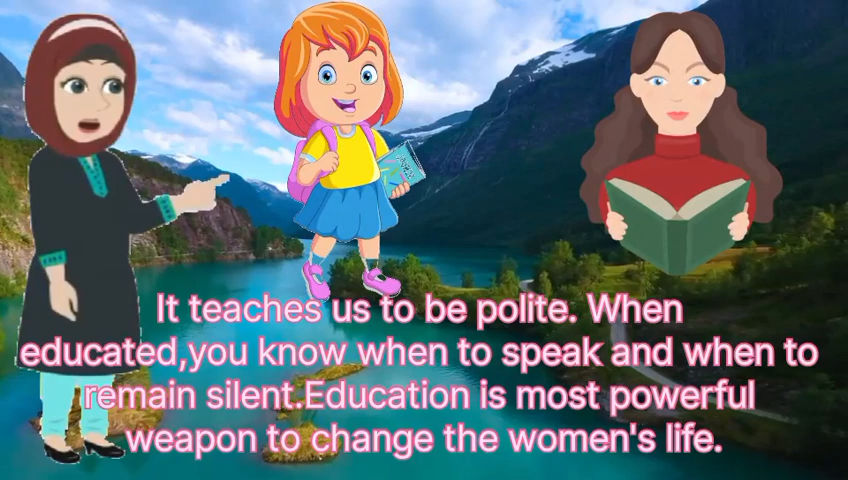 It teaches us to be polite. When
educated,you know when to speak and when to
remain silent.Education is most powerful
weapon to change the women's life.